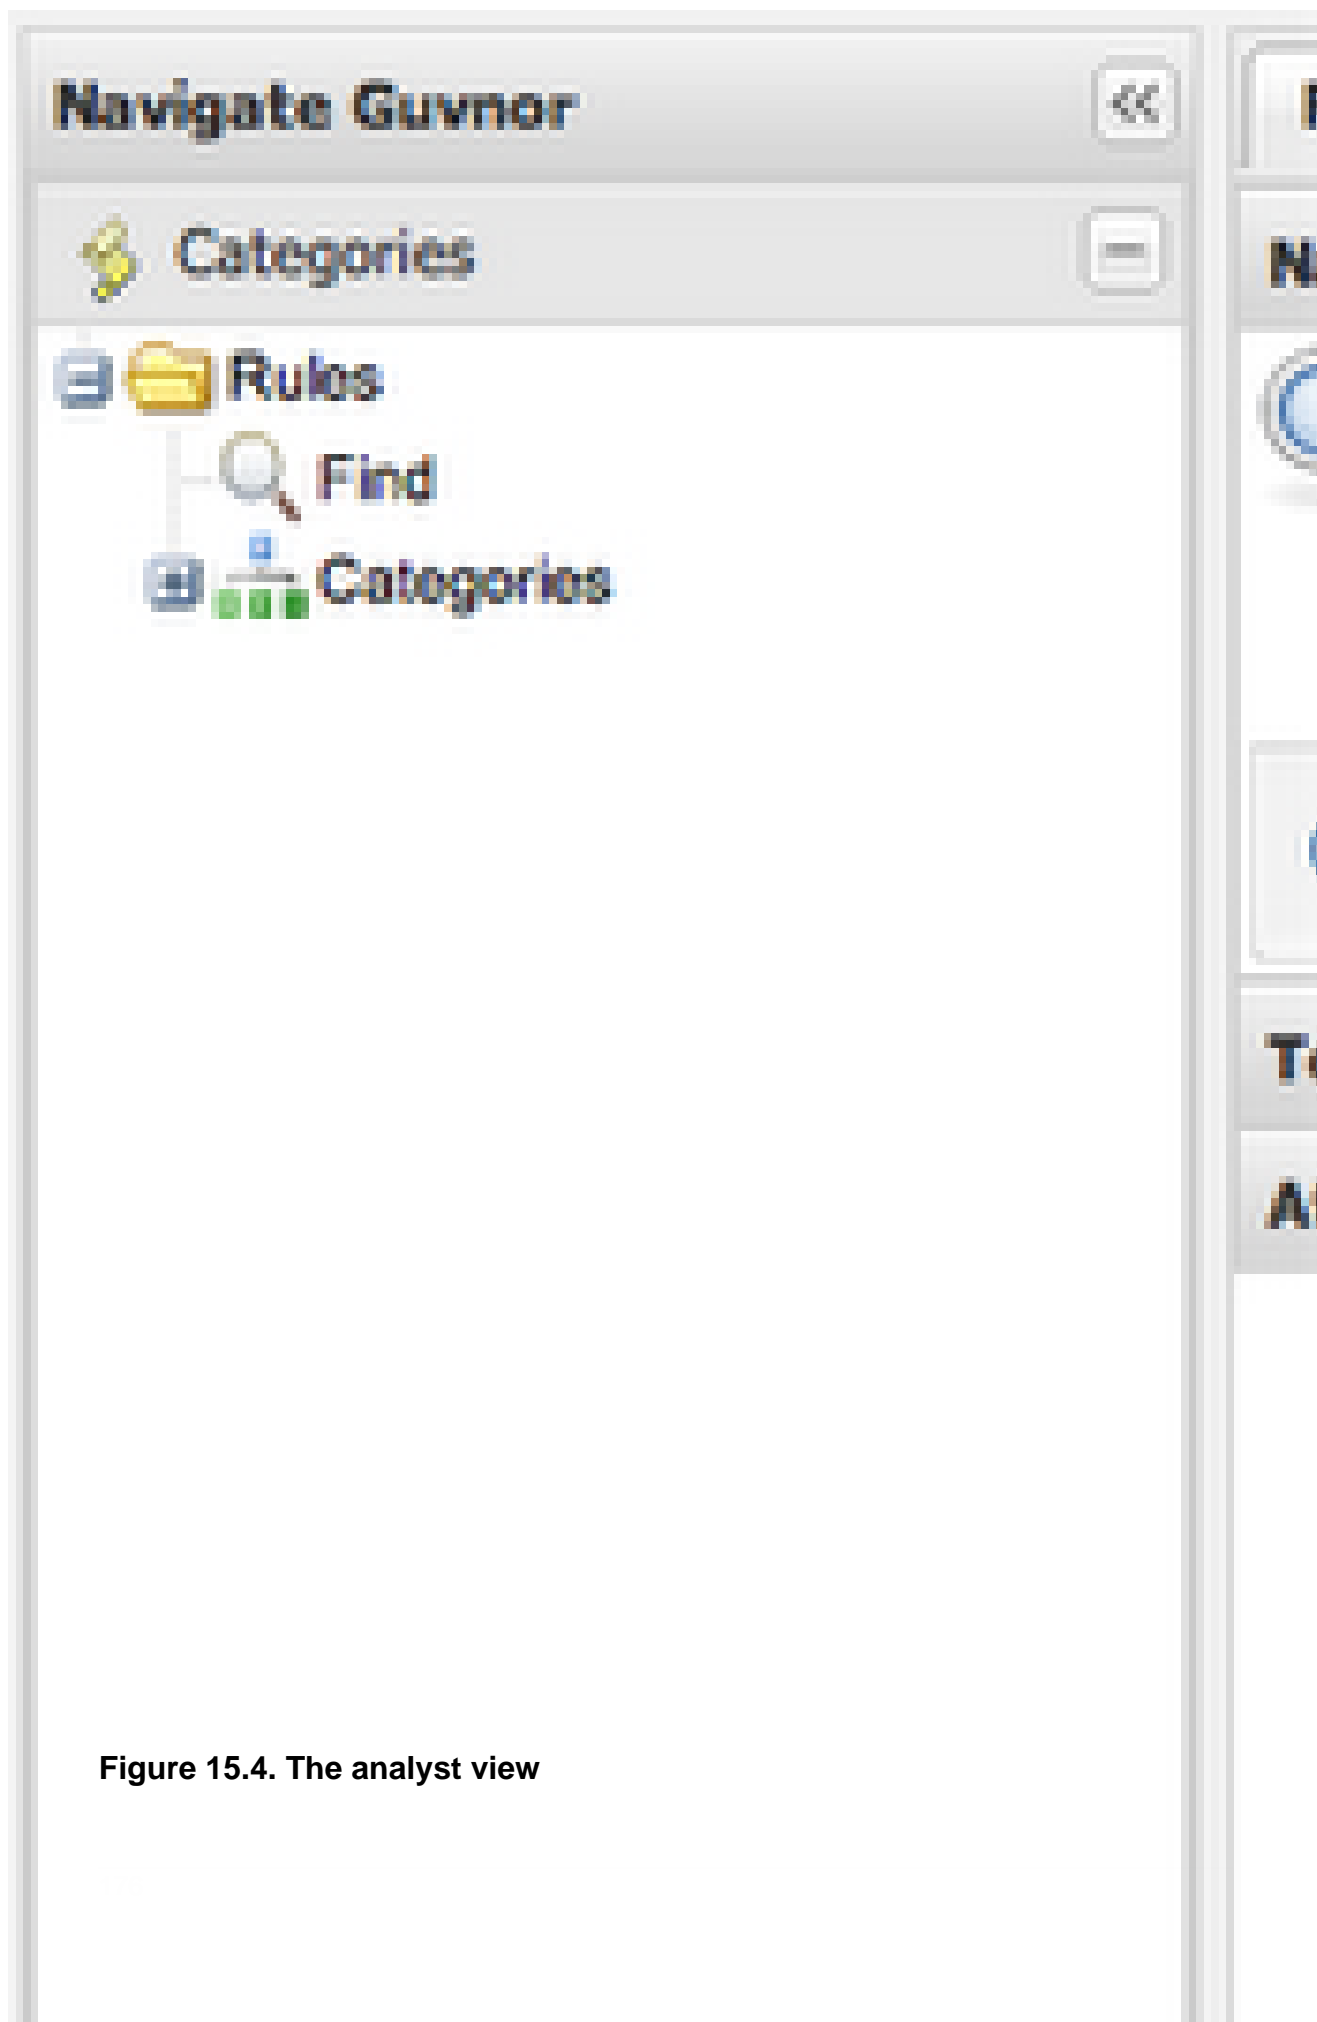 Navigate Guvnor
Categories
Rules
Find
Categories
Figure 15.4. The analyst view